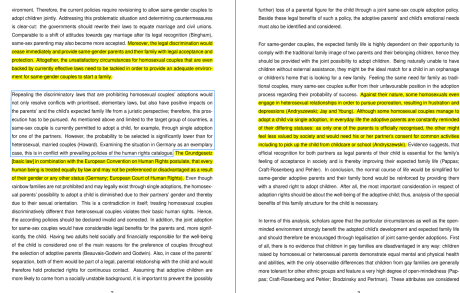 vironment. Therefore, the current policies require revisioning to allow same-gender couples to
adopt children jointly. Addressing this problematic situation and determining countermeasures
is clear-cut: the governments should rewrite their laws to equate marriage and civil unions.
Comparable to a shift of attitudes towards gay marriage after its legal recognition (Bingham),
same-sex parenting may also become more accepted. Moreover, the legal discrimination would
cease immediately and provide same-gender parents and their family with legal acceptance and
protection. Altogether, the unsatisfactory circumstances for homosexual couples that are even
backed by currently effective laws need to be tackled in order to provide an adequate environ-
ment for same-gender couples to start a family.
Repealing the discriminatory laws that are prohibiting homosexual couples' adoptions would
not only resolve conflicts with prohibited, elementary laws, but also have positive impacts on
the parents' and the child's expected family life from a juristic perspective; therefore, this pros-
ecution has to be pursued. As mentioned above and limited to the target group of countries, a
same-sex couple is currently permitted to adopt a child, for example, through single adoption
for one of the partners. However, the probability to be selected is significantly lower than for
heterosexual, married couples (Howald). Examining the situation in Germany as an exemplary
case, this is in conflict with prevailing policies of the human rights legislation: The Grundgesetz
[basic law] in combination with the European Convention on Human Rights postulate, that every
human being is treated equally by law and may not be preferenced or disadvantaged as a result
of their gender or any other status (Germany; European Court of Human Rights). Even though
rainbow families are not prohibited and may legally exist through single adoptions, the homosex-
ual parents' possibility to adopt a child is diminished due to their partners' gender and thereby
due to their sexual orientation. This is a contradiction in itself; treating homosexual couples
discriminatively different than heterosexual couples violates their basic human rights. Hence,
the according policies should be declared invalid and corrected. In addition, the joint adoption
for same-sex couples would have considerable legal benefits for the parents and, more signif-
icantly, the child. Having two adults held socially and financially responsible for the well-being
of the child is considered one of the main reasons for the preference of couples throughout
the selection of adoptive parents (Beauvais-Godwin and Godwin). Also, in case of the parents'
separation, both of them would be part of a legal, parental relationship with the child and would
therefore hold protected rights for continued contact. Assuming that adoptive children are
more likely to come from a socially unstable background, it is important to prevent the (possibly
further) loss of a parental figure for the child through a joint same-sex couple adoption policy.
Beside these legal benefits of such a policy, the adoptive parents' and child's emotional needs
must also be identified and considered.
For same-gender couples, the expected family life is highly dependent on their opportunity to
comply with the traditional family image of two parents and their belonging children, hence they
should be provided with the joint possibility to adopt children. Being naturally unable to have
children without external assistance, they might be the ideal match for a child in an orphanage
or children's home that is looking for a new family. Feeling the same need for family as tradi-
tional couples, many same-sex couples suffer from their unfavourable position in the adoption
process regarding their probability of success. Against their nature, some homosexuals even
engage in heterosexual relationships in order to pursue procreation, resulting in frustration and
depressions (Andrzejewski; Jay and Young). Although some homosexual couples manage to
adopt a child via single adoption, in everyday life the adoptive parents are constantly reminded
of their differing statuses; as only one of the parents is officially recognised, the other might
feel less valued by society and would need his or her partner's consent for common activities
including to pick up the child from childcare or school (Andrzejewski). Evidence suggests, that
official recognition for both partners as legal parents of their child is essential for the family's
feeling of acceptance in society and is thereby improving their expected family life (Pappas;
Craft-Rosenberg and Pehler). In conclusion, the normal course of life would be simplified for
same-gender adoptive parents and their family bond would be reinforced by providing them
with a shared right to adopt children. After all, the most important consideration in respect of
adoption rights should be about the well-being of the adoptive child; thus, an analysis of the special
benefits of this family structure for the child is necessary.
In terms of this analysis, scholars agree that the particular circumstances as well as the open-
minded environment strongly benefit the adopted child's development and expected family life
and should therefore be encouraged through legalisation of joint same-gender adoptions. First
of all, there is no evidence that children in gay families are disadvantaged in any way: children
raised by homosexual or heterosexual parents demonstrate equal mental and physical health
and abilities, with the only observable differences that children from gay families are generally
more tolerant for other ethnic groups and feature a very high degree of open-mindedness (Pap-
pas; Craft-Rosenberg and Pehler; Brodzinsky and Pertman). These attributes are considered